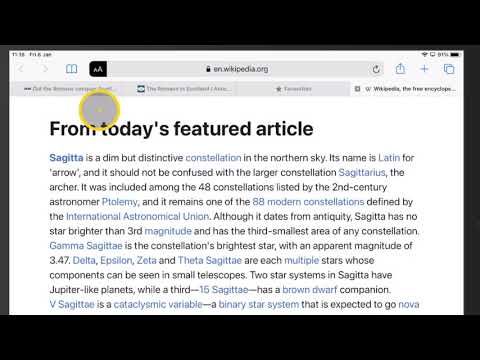 11:16 Fri 6 Jan
91%
AA
en.wikipedia.org
Did the Romans conquer Scotl...
The Romans in Scotland |
Favourites
W Wikipedia, the free encyclop...
From today's featured article
Sagitta is a dim but distinctive constellation in the northern sky. Its name is Latin for
'arrow', and it should not be confused with the larger constellation Sagittarius, the
archer. It was included among the 48 constellations listed by the 2nd-century
astronomer Ptolemy, and it remains one of the 88 modern constellations defined by
the International Astronomical Union. Although it dates from antiquity, Sagitta has no
star brighter than 3rd magnitude and has the third-smallest area of any constellation.
Gamma Sagittae is the constellation's brightest star, with an apparent magnitude of
3.47. Delta, Epsilon, Zeta and Theta Sagittae are each multiple stars whose
components can be seen in small telescopes. Two star systems in Sagitta have
Jupiter-like planets, while a third—15 Sagittae—has a brown dwarf companion.
V Sagittae is a cataclysmic variable—a binary star system that is expected to go nova